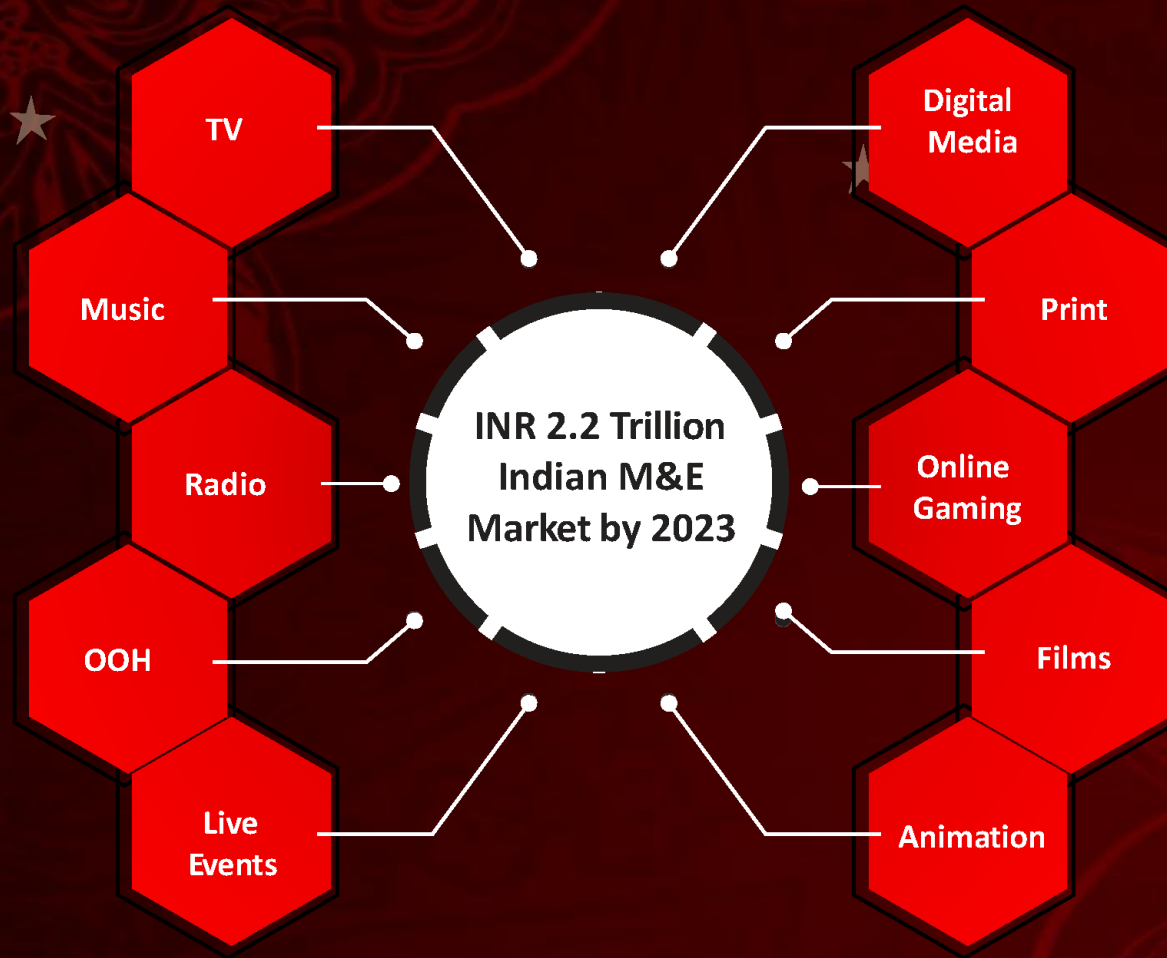 TV
Music
Radio
OOH
Live
Events
INR 2.2 Trillion
Indian M&E
Market by 2023
Digital
Media
Print
Online
Gaming
Films
Animation